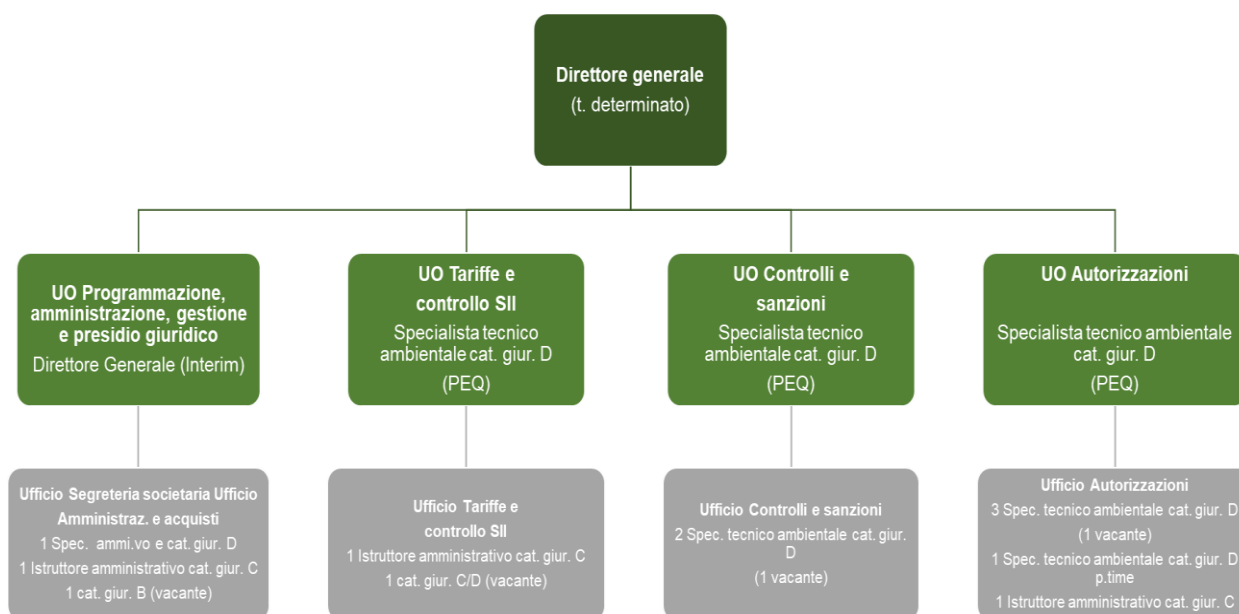 Direttore generale
(t. determinato)
UO Programmazione,
amministrazione, gestione
e presidio giuridico
Direttore Generale (Interim)
UO Tariffe e
controllo SII
Specialista tecnico
ambientale cat. giur. D
(PEQ)
UO Controlli e
sanzioni
Specialista tecnico
ambientale cat. giur. D
(PEQ)
UO Autorizzazioni
Specialista tecnico ambientale
cat. giur. D
(PEQ)
Ufficio Segreteria societaria Ufficio
Amministraz. e acquisti
1 Spec. ammi.vo e cat. giur. D
1 Istruttore amministrativo cat. giur. C
1 cat. giur. B (vacante)
Ufficio Tariffe e
controllo SII
1 Istruttore amministrativo cat. giur. C
1 cat. giur. C/D (vacante)
Ufficio Controlli e sanzioni
2 Spec. tecnico ambientale cat. giur.
D
(1 vacante)
Ufficio Autorizzazioni
3 Spec. tecnico ambientale cat. giur. D
(1 vacante)
1 Spec. tecnico ambientale cat. giur. D
p.time
1 Istruttore amministrativo cat. giur. C